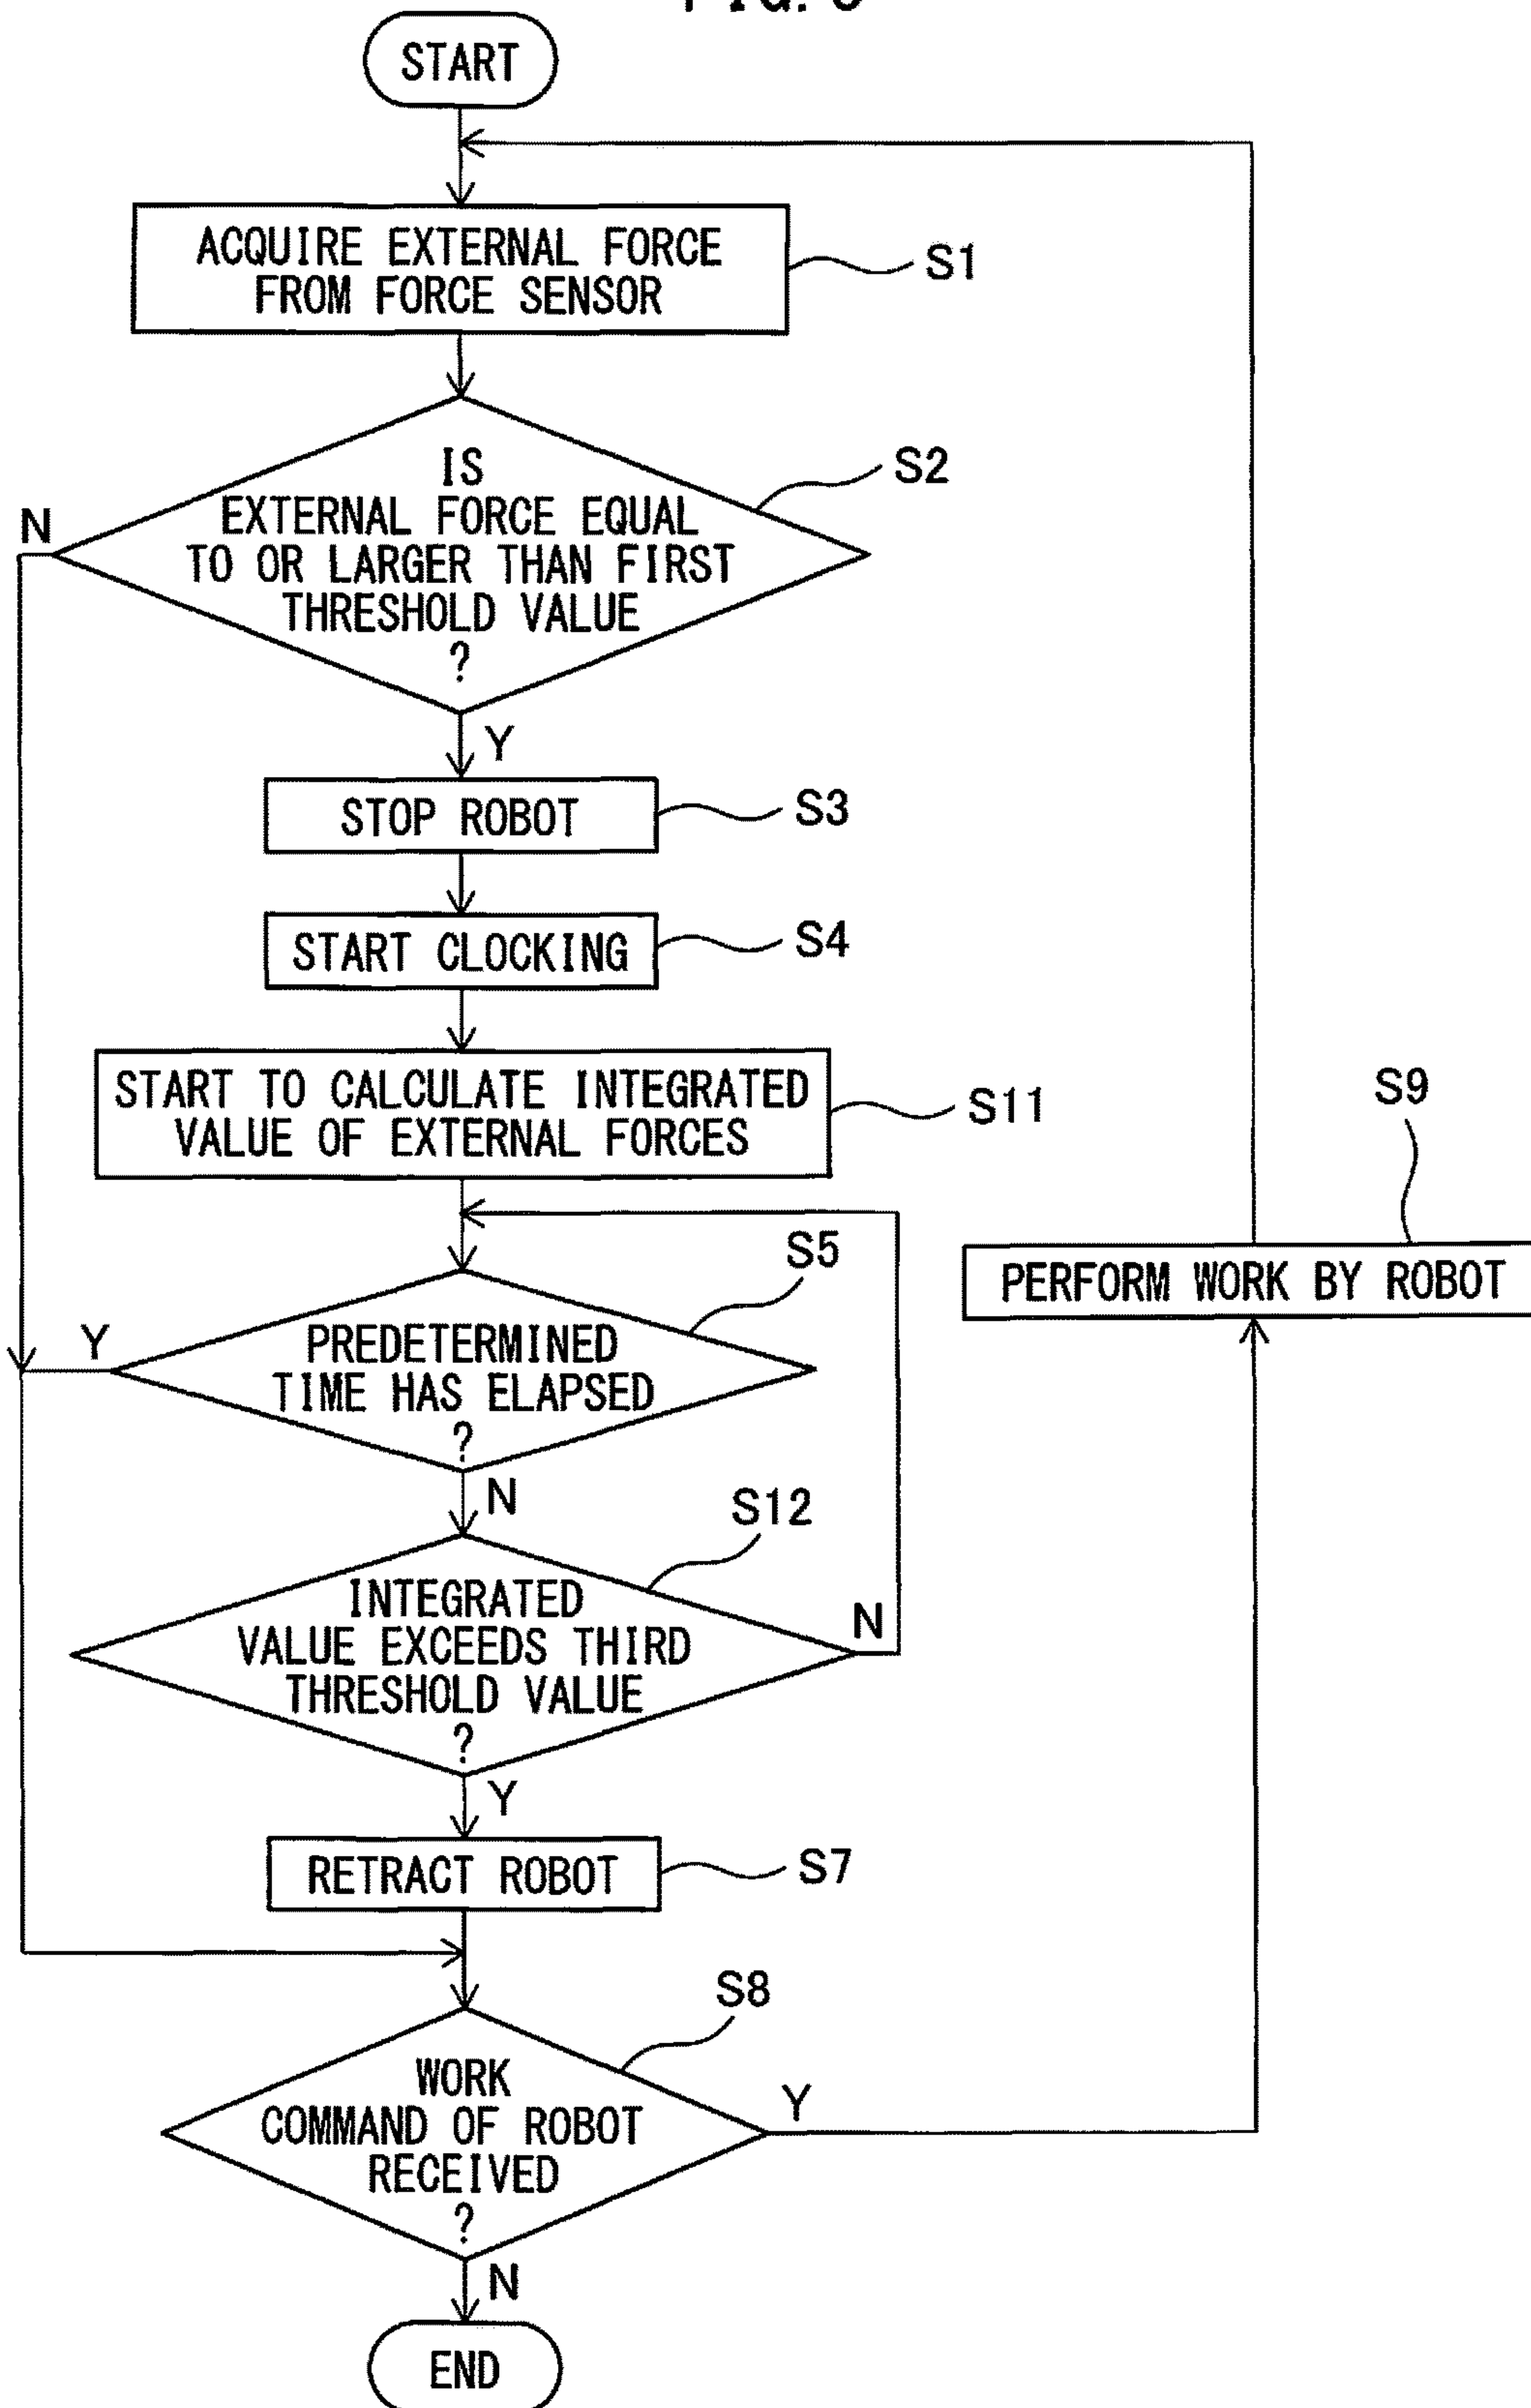 START
ACQUIRE EXTERNAL FORCE
FROM FORCE SENSOR
S1
IS
EXTERNAL FORCE EQUAL
TO OR LARGER THAN FIRST
THRESHOLD VALUE
?
S2
N
Y
STOP ROBOT
S3
START CLOCKING
S4
START TO CALCULATE INTEGRATED
VALUE OF EXTERNAL FORCES
S11
S9
PERFORM WORK BY ROBOT
S5
Y
PREDETERMINED
TIME HAS ELAPSED
?
N
S12
INTEGRATED
VALUE EXCEEDS THIRD
THRESHOLD VALUE
?
N
Y
RETRACT ROBOT
S7
S8
WORK
COMMAND OF ROBOT
RECEIVED
?
Y
N
END